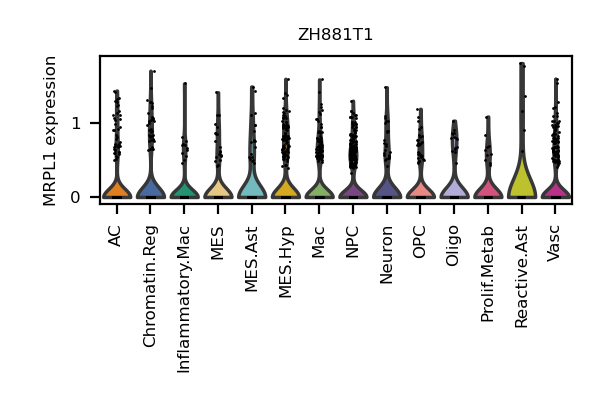 ZH881T1
MRPL1 expression
1
0
AC
Chromatin.Reg
Inflammatory.Mac
MES
MES.Ast
MES.Hyp
Mac
NPC
Neuron
OPC
Oligo
Prolif.Metab
Reactive.Ast
Vasc